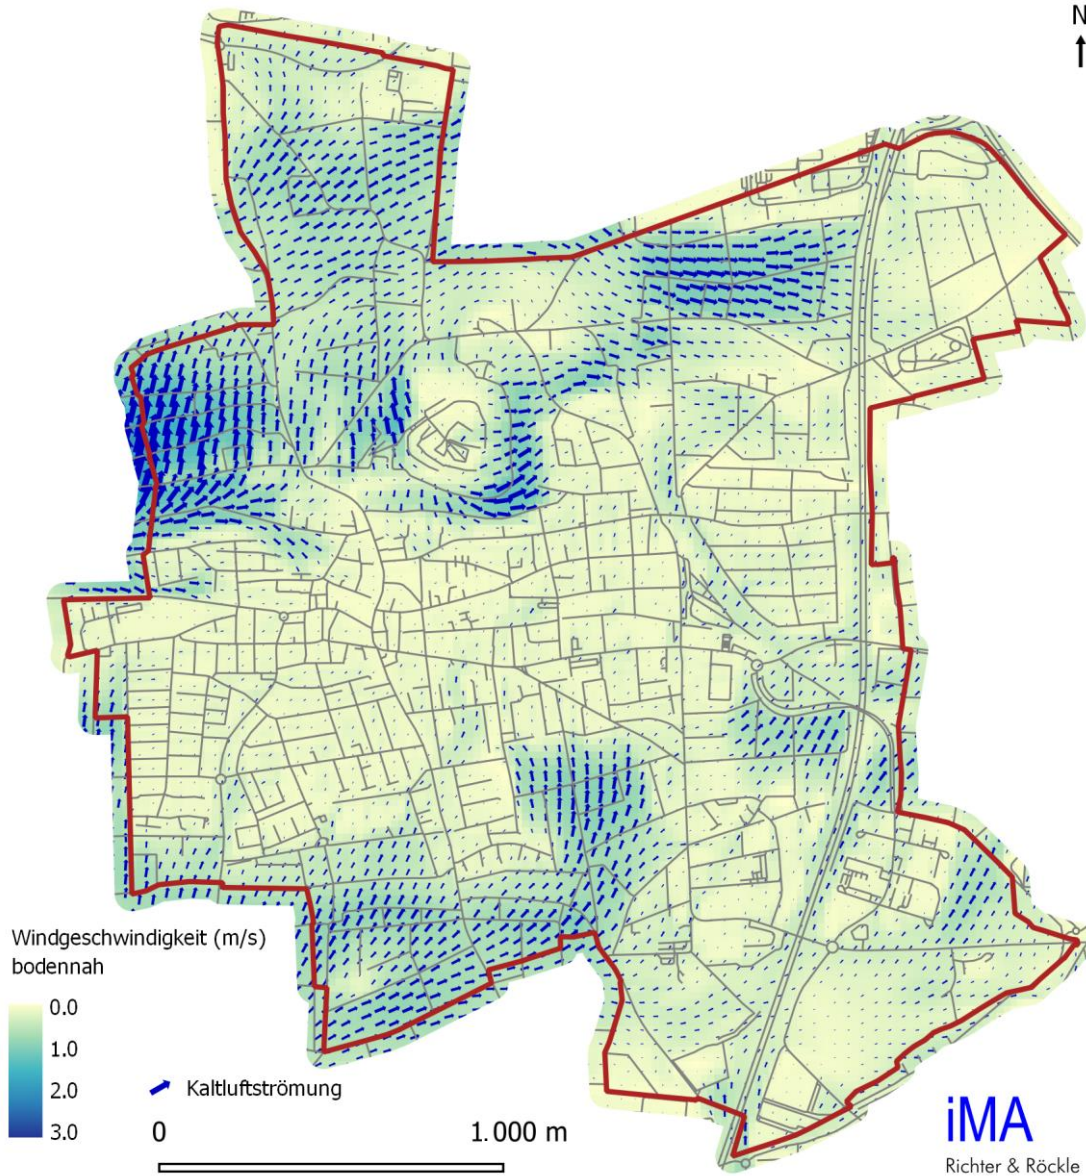 N
Windgeschwindigkeit (m/s)
bodennah
0.0
1.0
2.0
3.0
Kaltluftströmung
0
1.000 m
iMA
Richter & Röckle